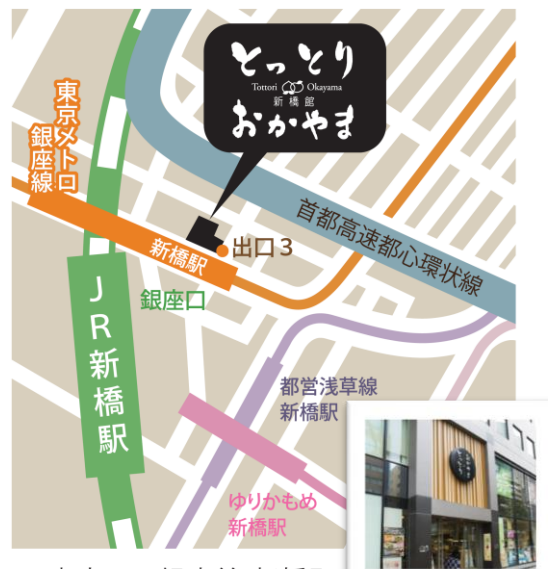 とっとり
Tottori Okayama
新橋館
おかやま
東京メトロ
銀座線
首都高速都心環状線
新橋駅
出口3
銀座口
JR新橋駅
都営浅草線
新橋駅
ゆりかもめ
新橋駅